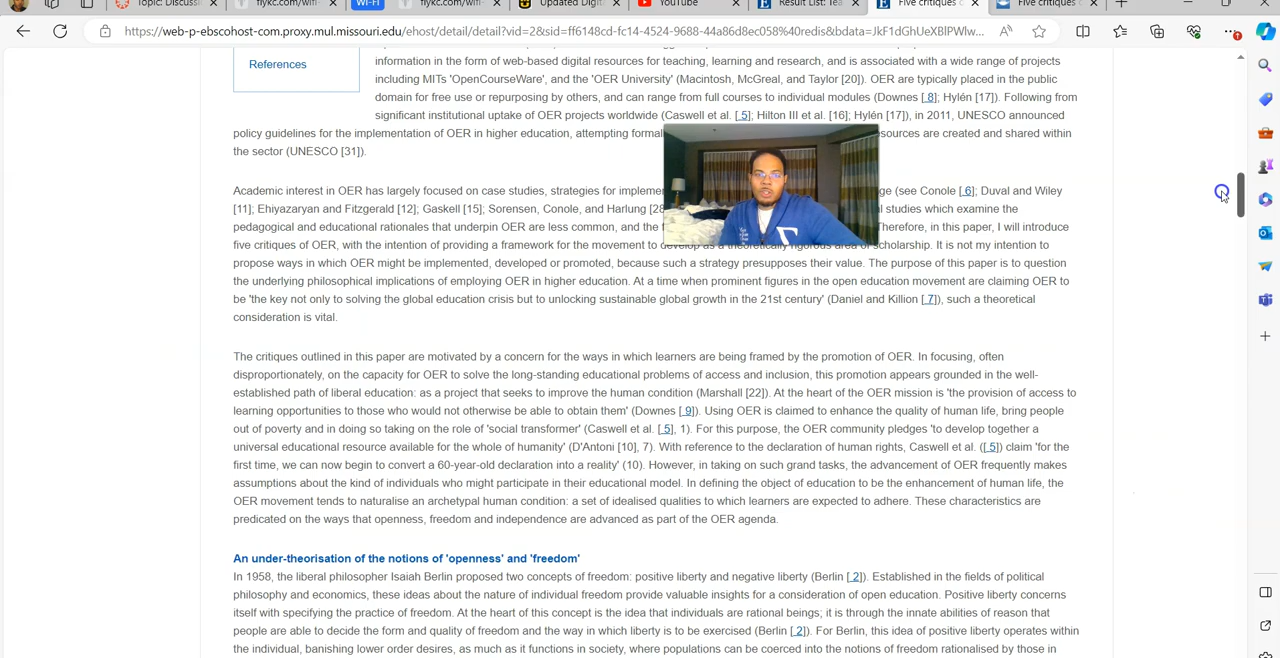 Topic: Discussi
flykc.com/wifi-
WI-FI
flykc.com/wifi-
Updated Digit
YouTube
Result List: Tea
Five critiques o
Five critiques o
https://web-p-ebscohost-com.proxy.mul.missouri.edu/ehost/detail/detail?vid=2&sid=ff6148cd-fc14-4524-9688-44a86d8ec058%40redis&bdata=JkF1dGhUeXBlPWlw...
References
information in the form of web-based digital resources for teaching, learning and research, and is associated with a wide range of projects
including MITs 'OpenCourseWare', and the 'OER University' (Macintosh, McGreal, and Taylor [20]). OER are typically placed in the public
domain for free use or repurposing by others, and can range from full courses to individual modules (Downes [ 8]; Hylén [17]). Following from
significant institutional uptake of OER projects worldwide (Caswell et al. [ 5]; Hilton III et al. [16]; Hylén [17]), in 2011, UNESCO announced
policy guidelines for the implementation of OER in higher education, attempting formal sources are created and shared within
the sector (UNESCO [31]).
Academic interest in OER has largely focused on case studies, strategies for implemen ge (see Conole [ 6]; Duval and Wiley
[11]; Ehiyazaryan and Fitzgerald [12]; Gaskell [15]; Sorensen, Conole, and Harlung [28 l studies which examine the
pedagogical and educational rationales that underpin OER are less common, and the f Therefore, in this paper, I will introduce
five critiques of OER, with the intention of providing a framework for the movement to develop as a theoretically rigorous area of scholarship. It is not my intention to
propose ways in which OER might be implemented, developed or promoted, because such a strategy presupposes their value. The purpose of this paper is to question
the underlying philosophical implications of employing OER in higher education. At a time when prominent figures in the open education movement are claiming OER to
be 'the key not only to solving the global education crisis but to unlocking sustainable global growth in the 21st century' (Daniel and Killion [ 7]), such a theoretical
consideration is vital.
The critiques outlined in this paper are motivated by a concern for the ways in which learners are being framed by the promotion of OER. In focusing, often
disproportionately, on the capacity for OER to solve the long-standing educational problems of access and inclusion, this promotion appears grounded in the well-
established path of liberal education: as a project that seeks to improve the human condition (Marshall [22]). At the heart of the OER mission is 'the provision of access to
learning opportunities to those who would not otherwise be able to obtain them' (Downes [ 9]). Using OER is claimed to enhance the quality of human life, bring people
out of poverty and in doing so taking on the role of 'social transformer' (Caswell et al. [ 5], 1). For this purpose, the OER community pledges 'to develop together a
universal educational resource available for the whole of humanity' (D'Antoni [10], 7). With reference to the declaration of human rights, Caswell et al. ([ 5]) claim 'for the
first time, we can now begin to convert a 60-year-old declaration into a reality' (10). However, in taking on such grand tasks, the advancement of OER frequently makes
assumptions about the kind of individuals who might participate in their educational model. In defining the object of education to be the enhancement of human life, the
OER movement tends to naturalise an archetypal human condition: a set of idealised qualities to which learners are expected to adhere. These characteristics are
predicated on the ways that openness, freedom and independence are advanced as part of the OER agenda.
An under-theorisation of the notions of 'openness' and 'freedom'
In 1958, the liberal philosopher Isaiah Berlin proposed two concepts of freedom: positive liberty and negative liberty (Berlin [ 2]). Established in the fields of political
philosophy and economics, these ideas about the nature of individual freedom provide valuable insights for a consideration of open education. Positive liberty concerns
itself with specifying the practice of freedom. At the heart of this concept is the idea that individuals are rational beings; it is through the innate abilities of reason that
people are able to decide the form and quality of freedom and the way in which liberty is to be exercised (Berlin [ 2]). For Berlin, this idea of positive liberty operates within
the individual, banishing lower order desires, as much as it functions in society, where populations can be coerced into the notions of freedom rationalised by those in